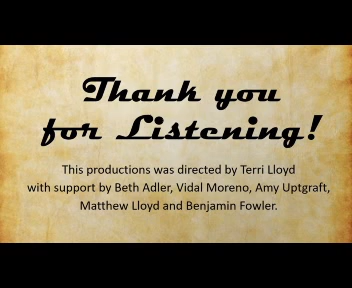 Thank you
for Listening!
This productions was directed by Terri Lloyd
with support by Beth Adler, Vidal Moreno, Amy Uptgraft,
Matthew Lloyd and Benjamin Fowler.